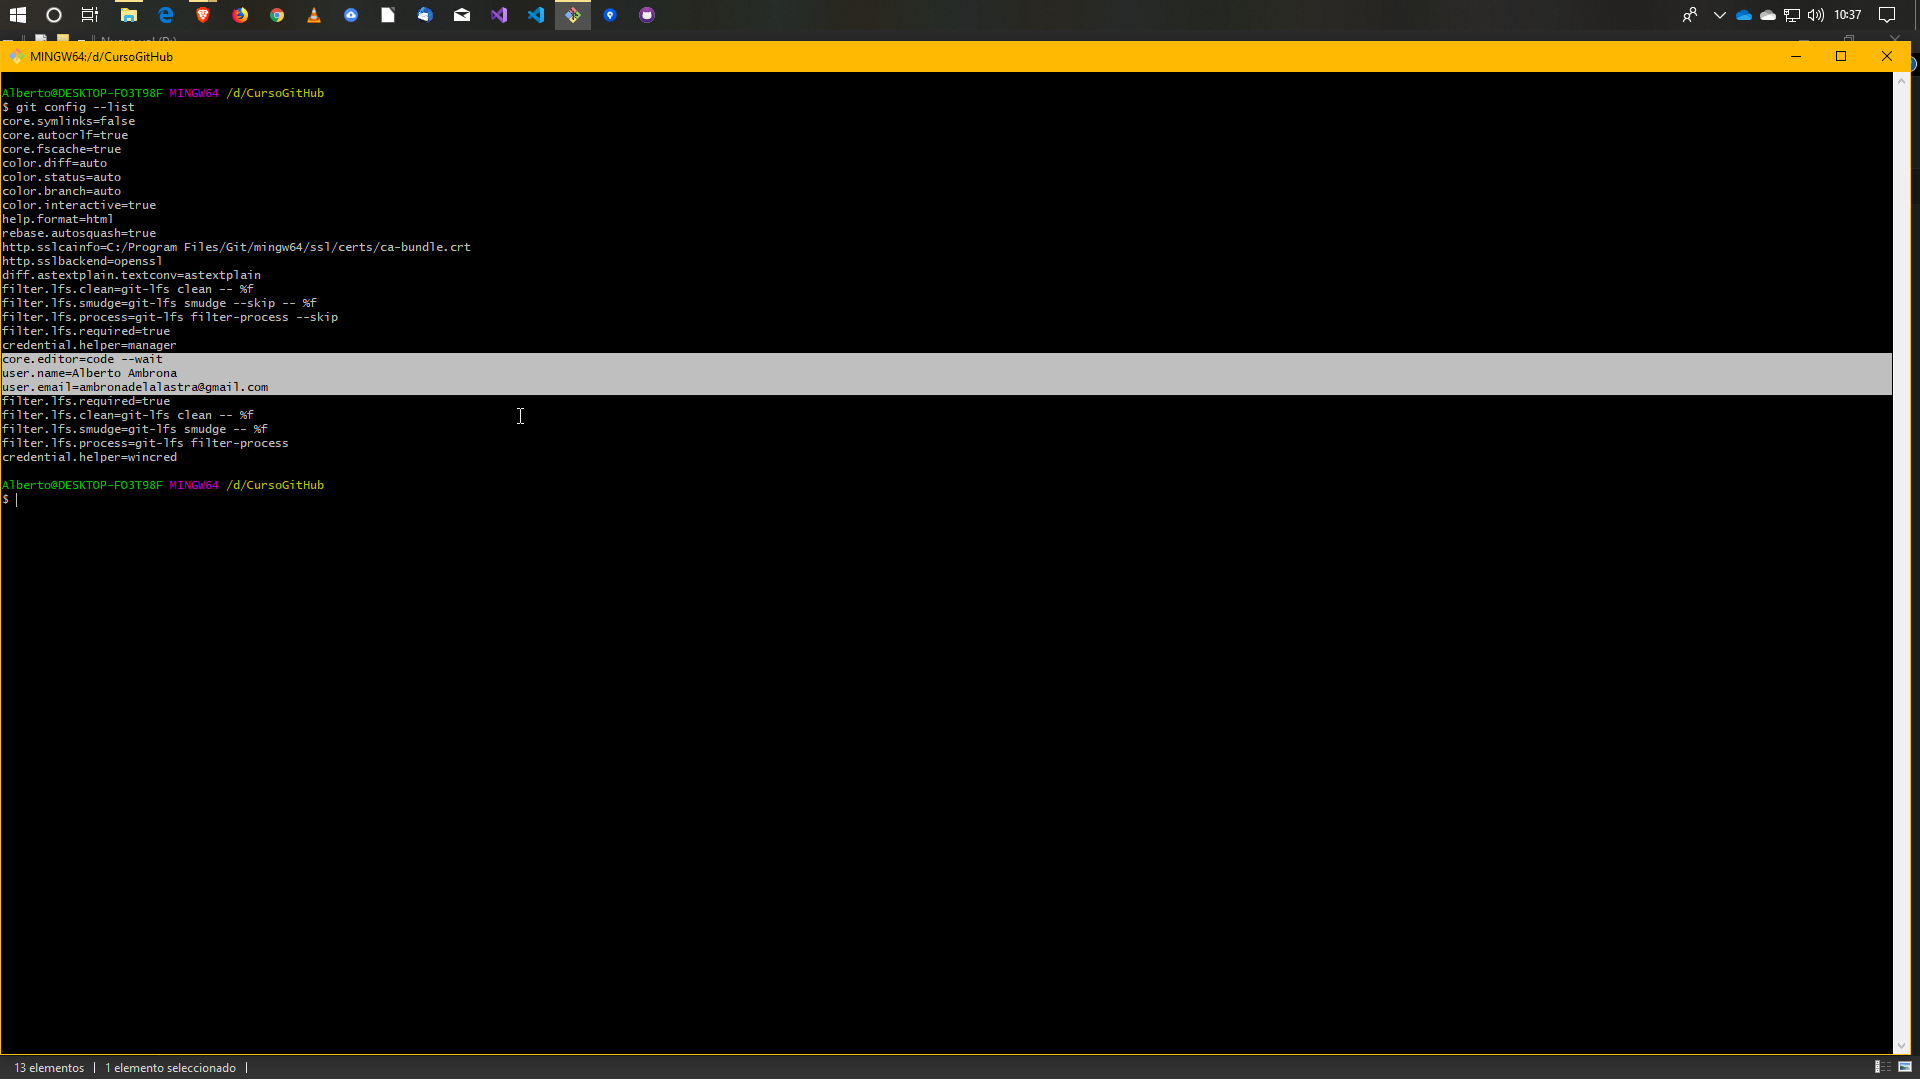 10:37
MINGW64:/d/CursoGitHub
Alberto@DESKTOP-FO3T98F MINGW64 /d/CursoGitHub
$ git config --list
core.symlinks=false
core.autocrlf=true
core.fscache=true
color.diff=auto
color.status=auto
color.branch=auto
color.interactive=true
help.format=html
rebase.autosquash=true
http.sslcainfo=C:/Program Files/Git/mingw64/ssl/certs/ca-bundle.crt
http.sslbackend=openssl
diff.astextplain.textconv=astextplain
filter.lfs.clean=git-lfs clean -- %f
filter.lfs.smudge=git-lfs smudge --skip -- %f
filter.lfs.process=git-lfs filter-process --skip
filter.lfs.required=true
credential.helper=manager
core.editor=code --wait
user.name=Alberto Ambrona
user.email=ambronadelalastra@gmail.com
filter.lfs.required=true
filter.lfs.clean=git-lfs clean -- %f
filter.lfs.smudge=git-lfs smudge -- %f
filter.lfs.process=git-lfs filter-process
credential.helper=wincred
Alberto@DESKTOP-FO3T98F MINGW64 /d/CursoGitHub
$
13 elementos | 1 elemento seleccionado |